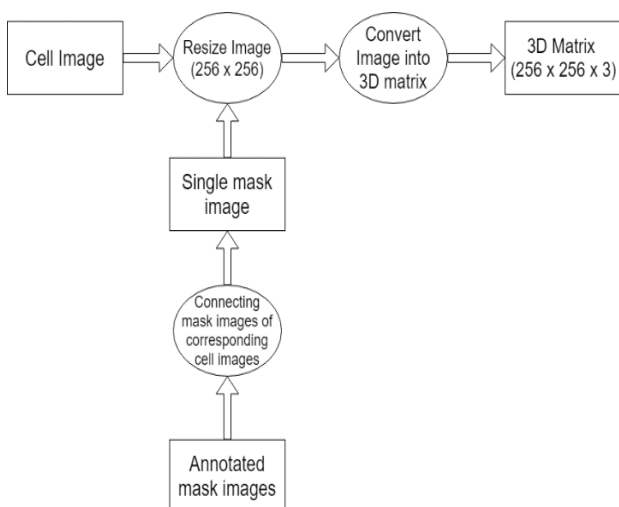 Cell Image
Resize Image
(256 x 256)
Convert
Image into
3D matrix
3D Matrix
(256 x 256 x 3)
Single mask
image
Connecting
mask images of
corresponding
cell images
Annotated
mask images